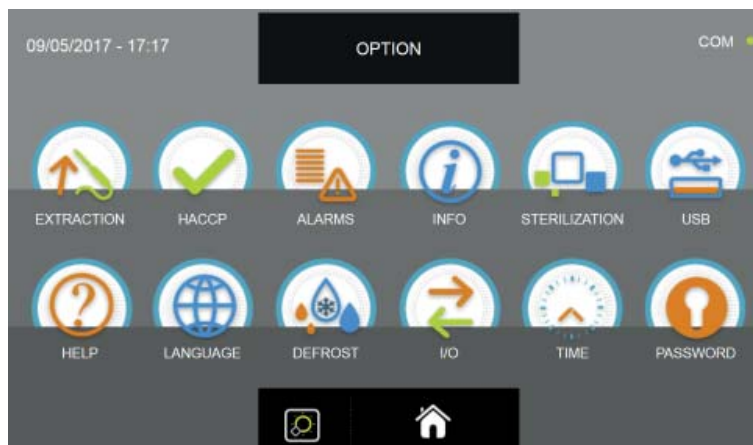 09/05/2017 - 17:17
OPTION
COM
EXTRACTION
HACCP
ALARMS
INFO
STERILIZATION
USB
HELP
LANGUAGE
DEFROST
I/O
TIME
PASSWORD